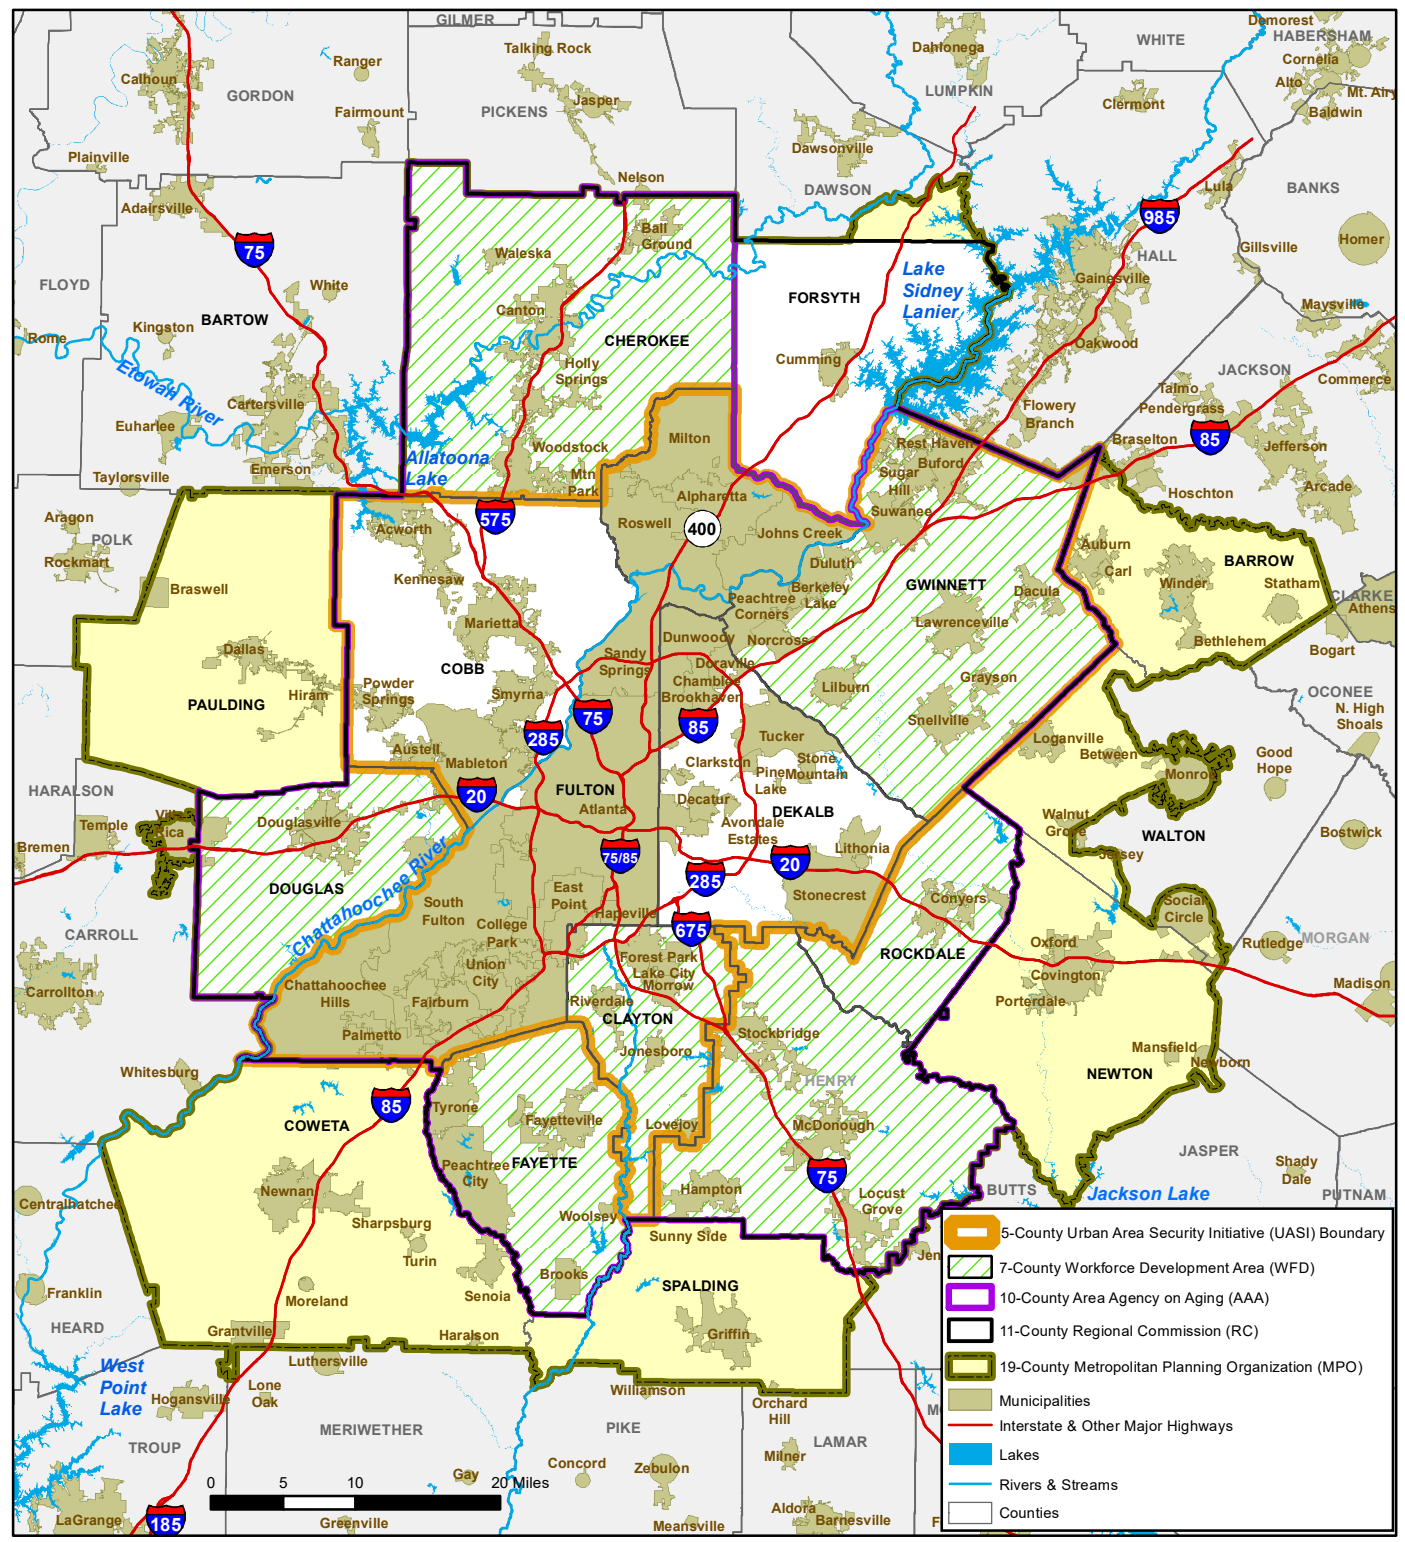 GILMER
Demorest
HABERSHAM
WHITE
Dahlonega
Talking Rock
Cornelia
Ranger
Calhoun
Alto
LUMPKIN
Mt. Airy
GORDON
Jasper
Clermont
Fairmount
PICKENS
Baldwin
Dawsonville
Plainville
Nelson
DAWSON
Lula
BANKS
Adairsville
985
Ball
Ground
Homer
75
Waleska
Gillsville
HALL
Lake
Sidney
Lanier
Gainesville
FLOYD
White
FORSYTH
Maysville
Canton
BARTOW
Kingston
Rome
CHEROKEE
Oakwood
Cumming
Holly
Springs
JACKSON
Etowah River
Commerce
Talmo
Cartersville
Flowery
Branch
Pendergrass
Euharlee
Milton
85
Braselton
Rest Haven
Jefferson
Woodstock
Allatoona
Lake
Buford
Emerson
Sugar
Hill
Mtn
Park
Taylorsville
Arcade
Alpharetta
Hoschton
Suwanee
Aragon
575
Roswell
400
Acworth
Johns Creek
POLK
Auburn
Rockmart
BARROW
Duluth
Carl
Kennesaw
Winder
Statham
Braswell
GWINNETT
Berkeley
Lake
Dacula
CLARKE
Peachtree
Corners
Athens
Marietta
Lawrenceville
Dunwoody
Norcross
Bethlehem
Dallas
Sandy
Springs
Bogart
Doraville
COBB
Chamblee
Grayson
Powder
Springs
Lilburn
Hiram
Smyrna
Brookhaven
OCONEE
PAULDING
N. High
Shoals
75
Snellville
85
285
Tucker
Loganville
Austell
Between
Good
Hope
Mableton
Clarkston
Stone
Mountain
Pine
Lake
HARALSON
FULTON
20
Decatur
Atlanta
DEKALB
Walnut
Grove
Temple
Douglasville
Avondale
Estates
WALTON
Bostwick
Bremen
Lithonia
75/85
20
Jersey
285
DOUGLAS
East
Point
Stonecrest
Conyers
Chattahoochee River
South
Fulton
Hapeville
Social
Circle
College
Park
675
CARROLL
Oxford
Rutledge
MORGAN
ROCKDALE
Forest Park
Union
City
Lake City
Covington
Chattahoochee
Hills
Morrow
Madison
Carrollton
Fairburn
Riverdale
Porterdale
CLAYTON
Palmetto
Stockbridge
Jonesboro
Mansfield
Whitesburg
Newborn
NEWTON
HENRY
85
Tyrone
Fayetteville
Lovejoy
COWETA
McDonough
JASPER
Peachtree
City
FAYETTE
Shady
Dale
75
Newnan
Hampton
BUTTS
Jackson Lake
PUTNAM
Locust
Grove
Centralhatchee
Woolsey
Sharpsburg
Sunny Side
Turin
Brooks
SPALDING
Franklin
Senoia
Moreland
HEARD
Grantville
Haralson
Griffin
West
Point
Lake
Luthersville
Lone
Oak
Hogansville
Williamson
Orchard
Hill
MERIWETHER
PIKE
LAMAR
TROUP
Milner
Concord
Zebulon
Gay
0 5 10 20 Miles
Aldora
LaGrange
185
Greenville
Meansville
Barnesville
5-County Urban Area Security Initiative (UASI) Boundary
7-County Workforce Development Area (WFD)
10-County Area Agency on Aging (AAA)
11-County Regional Commission (RC)
19-County Metropolitan Planning Organization (MPO)
Municipalities
Interstate & Other Major Highways
Lakes
Rivers & Streams
Counties